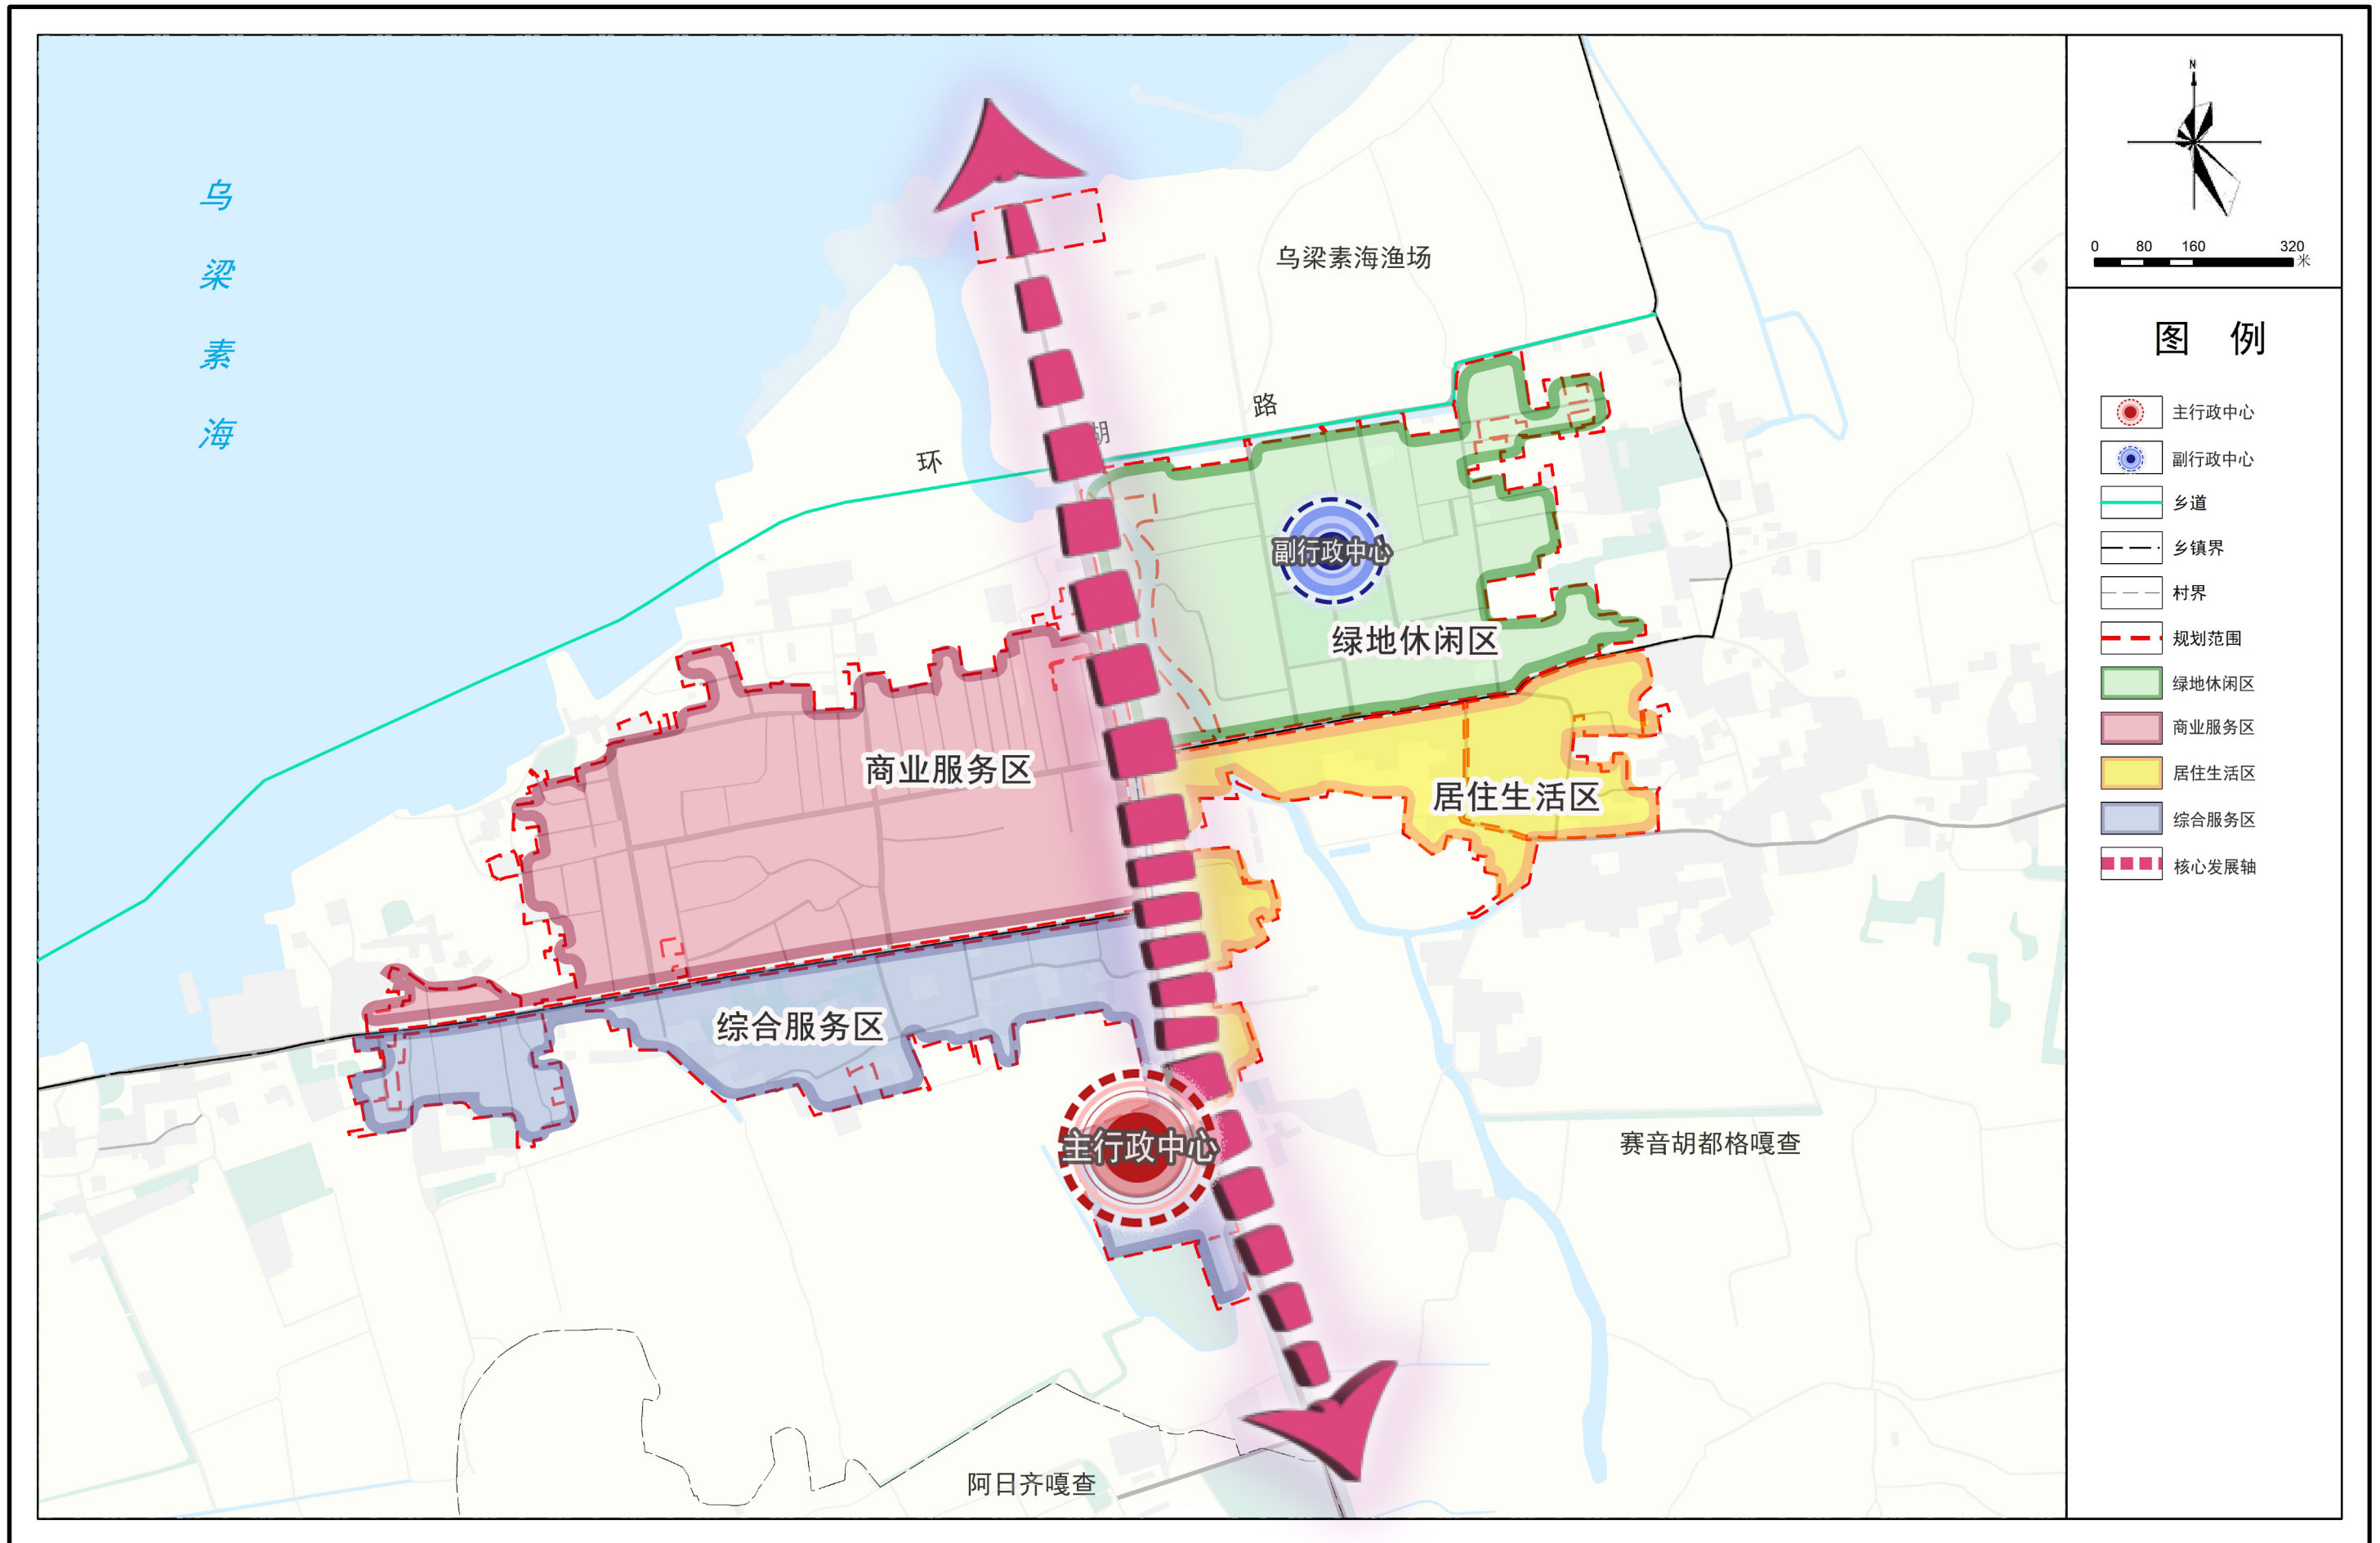 乌梁素海
乌梁素海渔场
环湖路
副行政中心
绿地休闲区
商业服务区
居住生活区
综合服务区
主行政中心
赛音胡都格嘎查
阿日齐嘎查
N
0 80 160 320
米
图 例
主行政中心
副行政中心
乡道
乡镇界
村界
规划范围
绿地休闲区
商业服务区
居住生活区
综合服务区
核心发展轴